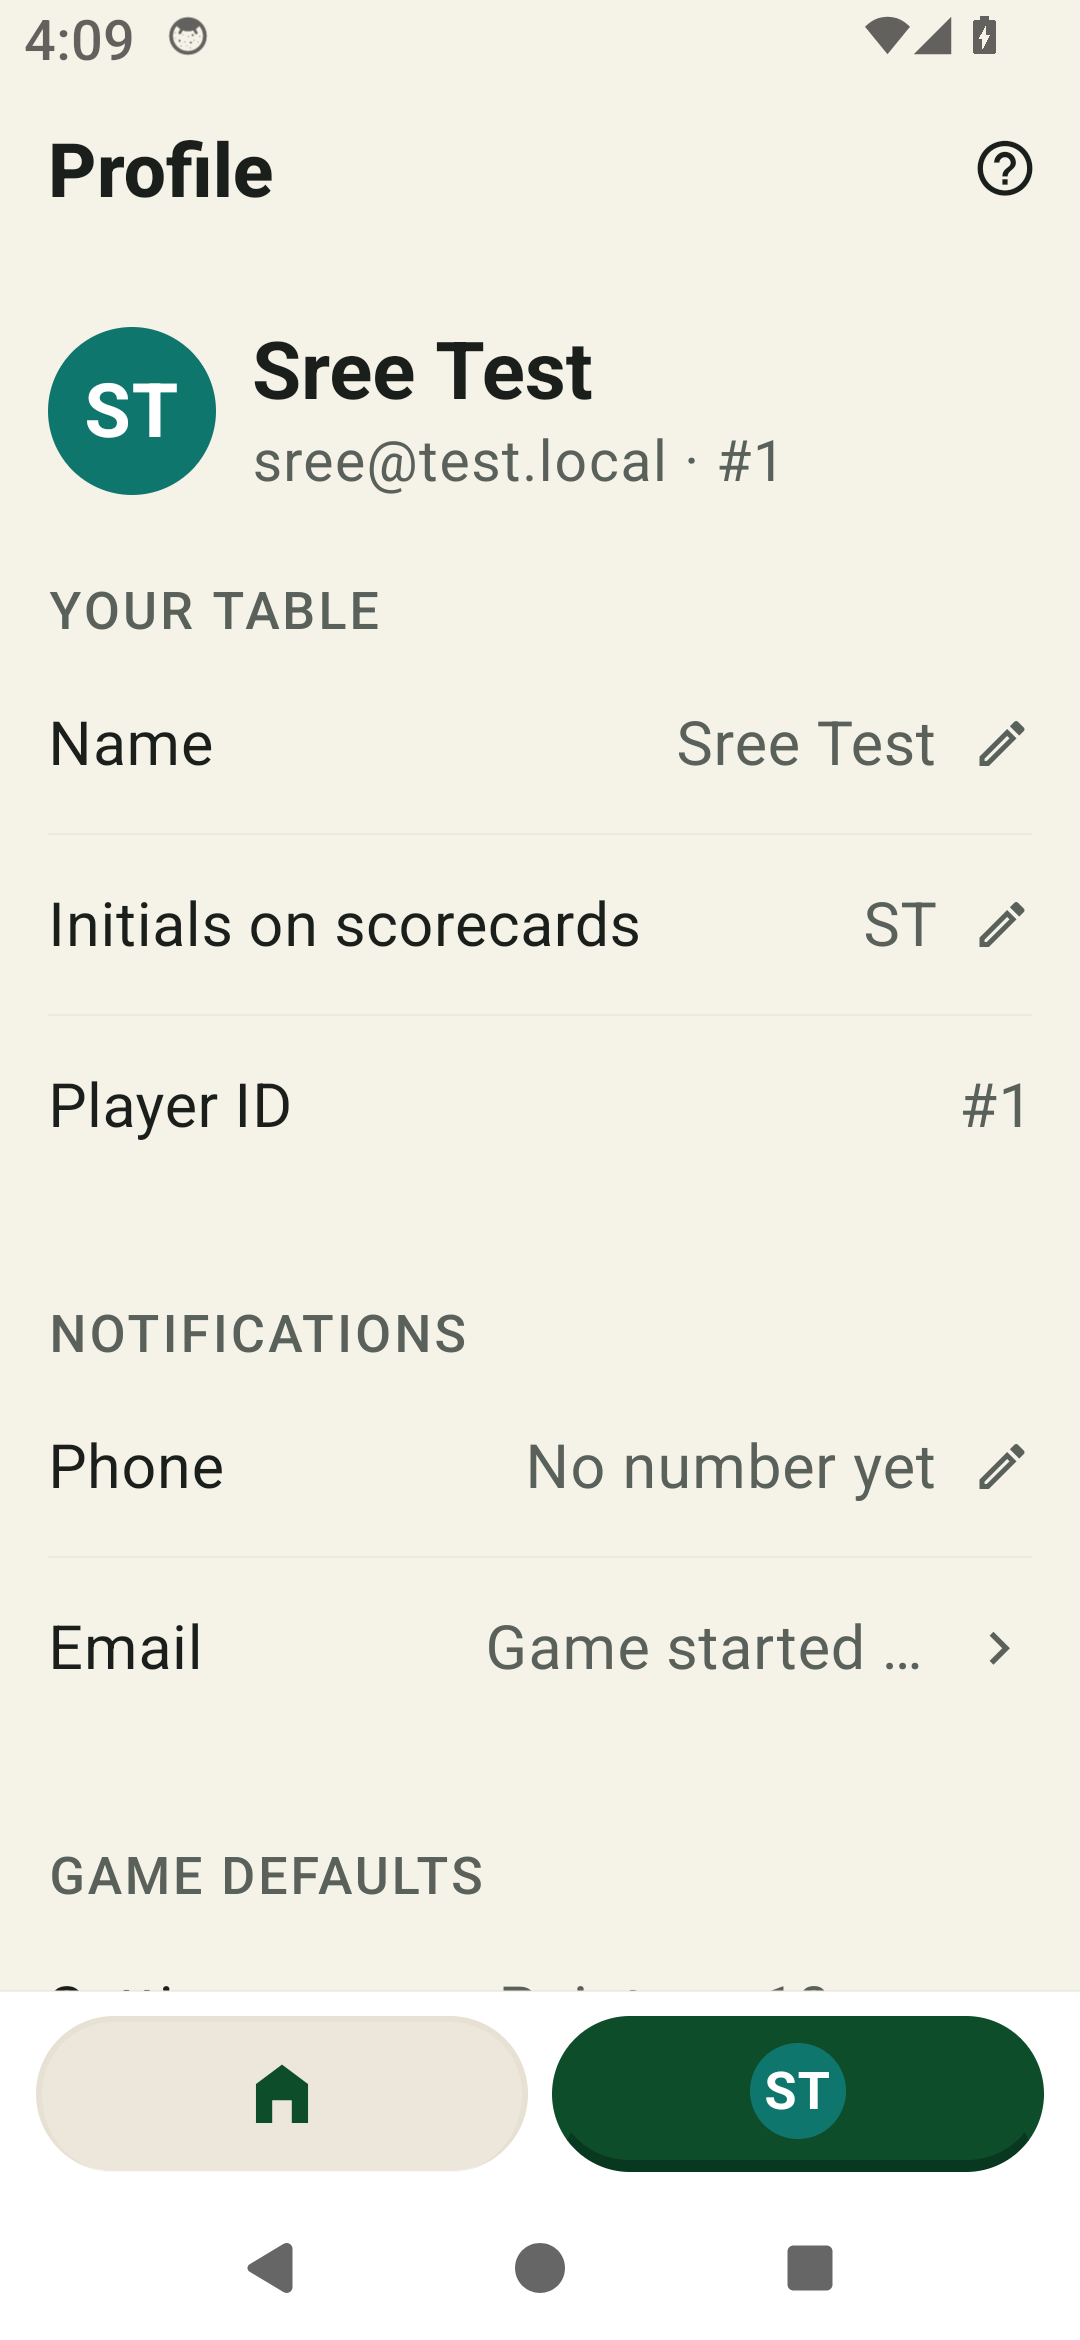 4:09
Profile
ST
Sree Test
sree@test.local · #1
YOUR TABLE
Name
Sree Test
Initials on scorecards
ST
Player ID
#1
NOTIFICATIONS
Phone
No number yet
Email
Game started ...
GAME DEFAULTS
ST